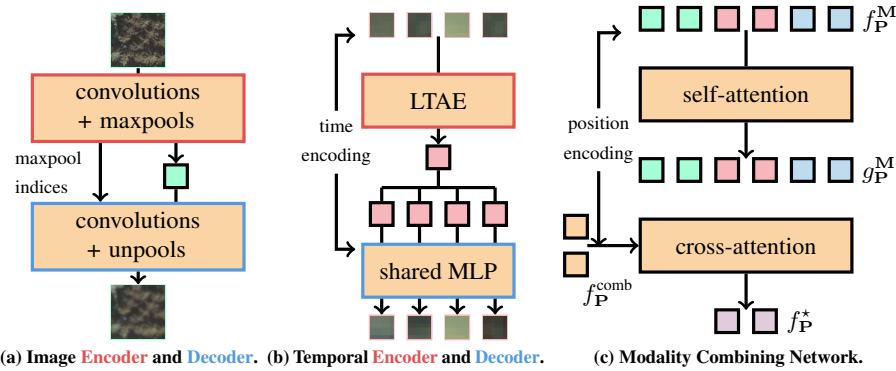 convolutions
+ maxpools
maxpool
indices
convolutions
+ unpools
(a) Image Encoder and Decoder.
LTAE
time
encoding
shared MLP
(b) Temporal Encoder and Decoder.
f_P^M
self-attention
position
encoding
g_P^M
cross-attention
f_P^comb
f_P^⋆
(c) Modality Combining Network.